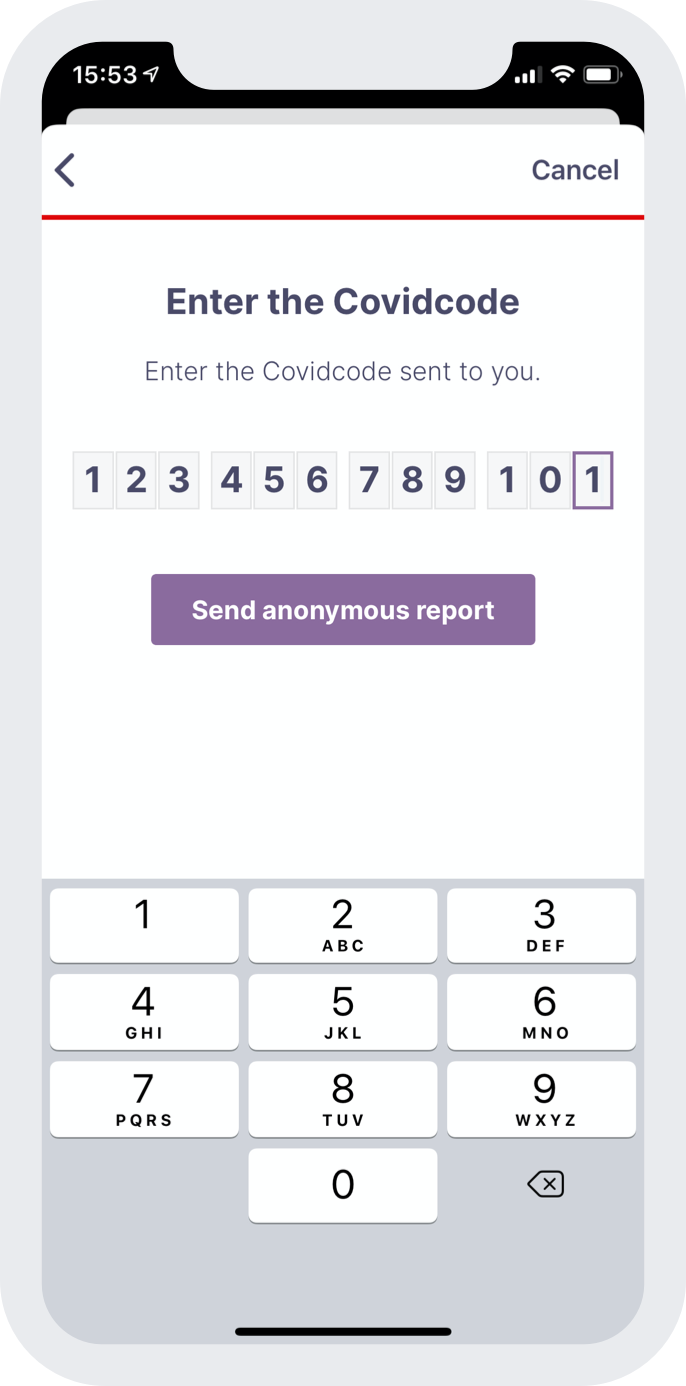 15:53
Cancel
Enter the Covidcode
Enter the Covidcode sent to you.
1 2 3 4 5 6 7 8 9 1 0 1
Send anonymous report
1 2 3
ABC DEF
4 5 6
GHI JKL MNO
7 8 9
PQRS TUV WXYZ
0